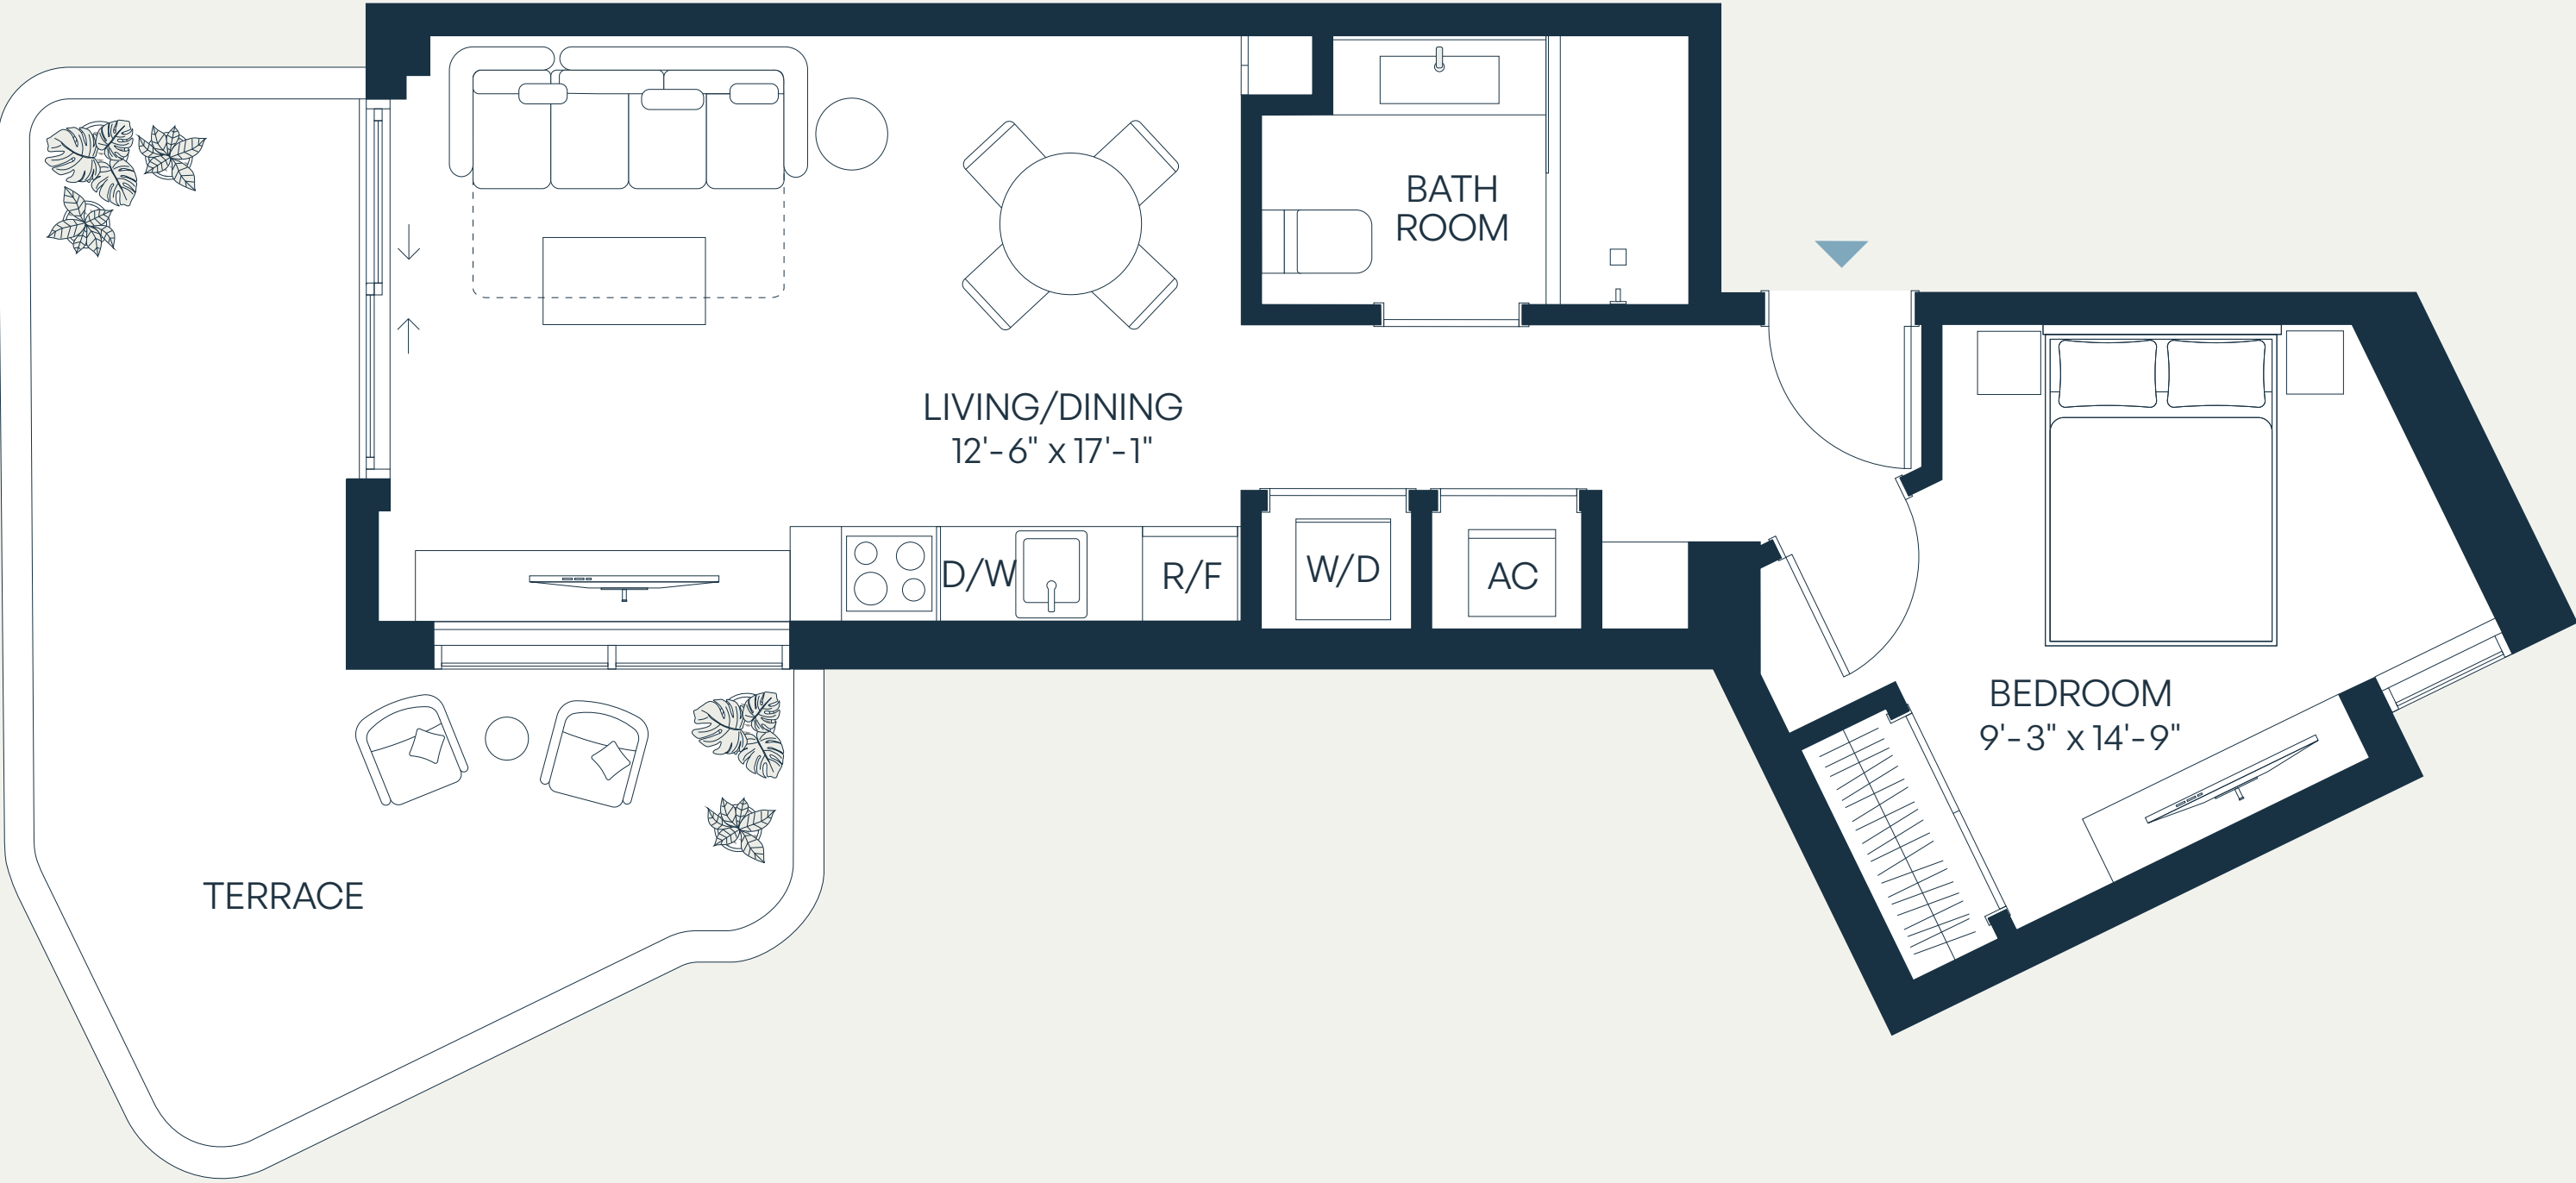 BATH
ROOM
LIVING/DINING
12'-6" x 17'-1"
D/W
R/F
W/D
AC
BEDROOM
9'-3" x 14'-9"
TERRACE